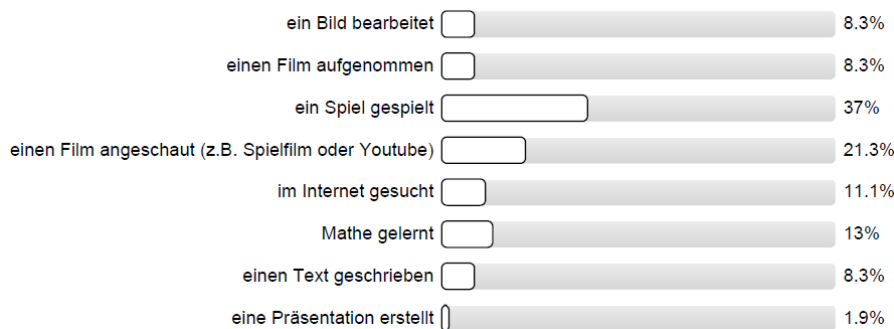 ein Bild bearbeitet 8.3%
einen Film aufgenommen 8.3%
ein Spiel gespielt 37%
einen Film angeschaut (z.B. Spielfilm oder Youtube) 21.3%
im Internet gesucht 11.1%
Mathe gelernt 13%
einen Text geschrieben 8.3%
eine Präsentation erstellt 1.9%